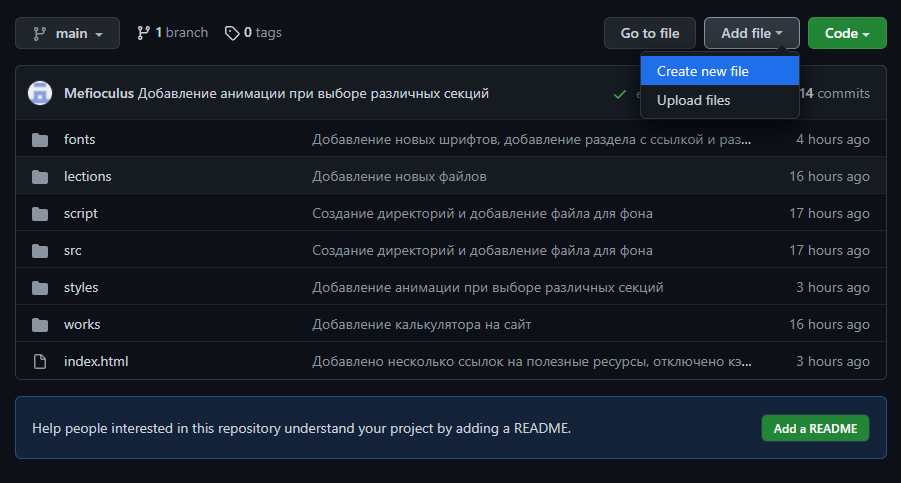 main 1 branch 0 tags Go to file Add file Code
Create new file
Mefioculus Добавление анимации при выборе различных секций 14 commits
Upload files
fonts Добавление новых шрифтов, добавление раздела с ссылкой и раз... 4 hours ago
lections Добавление новых файлов 16 hours ago
script Создание директорий и добавление файла для фона 17 hours ago
src Создание директорий и добавление файла для фона 17 hours ago
styles Добавление анимации при выборе различных секций 3 hours ago
works Добавление калькулятора на сайт 16 hours ago
index.html Добавлено несколько ссылок на полезные ресурсы, отключено кэ... 3 hours ago
Help people interested in this repository understand your project by adding a README. Add a README